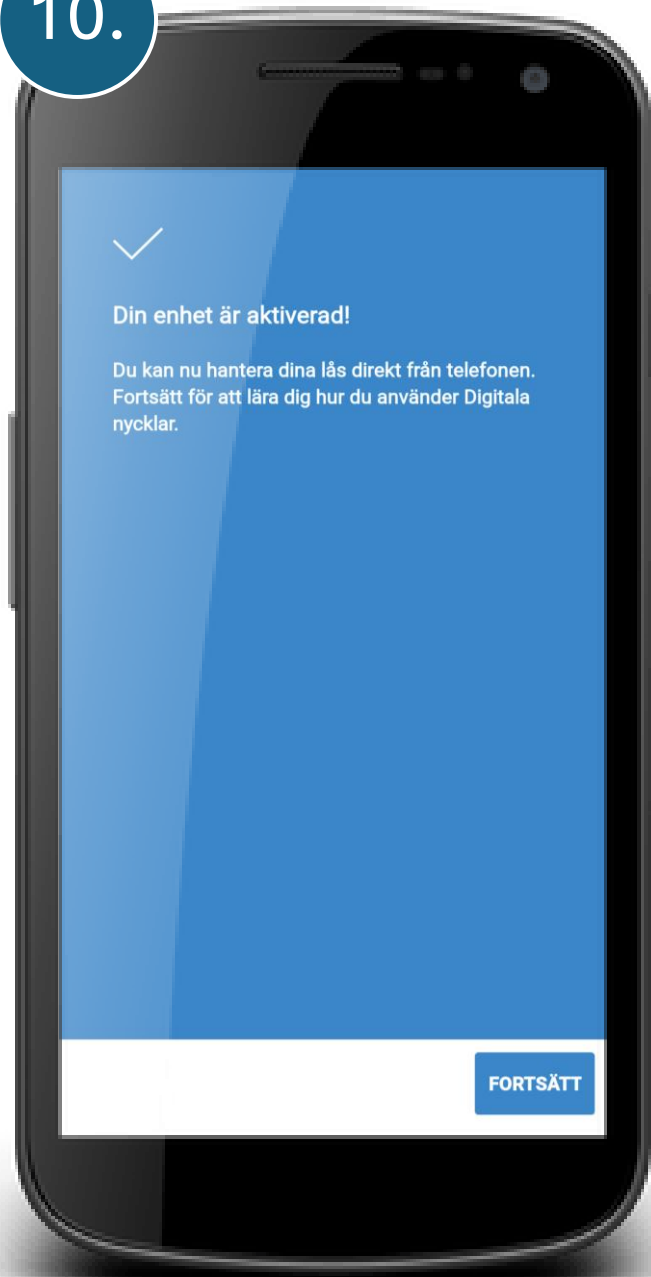 10.
Din enhet är aktiverad!
Du kan nu hantera dina lås direkt från telefonen.
Fortsätt för att lära dig hur du använder Digitala
nycklar.
FORTSÄTT